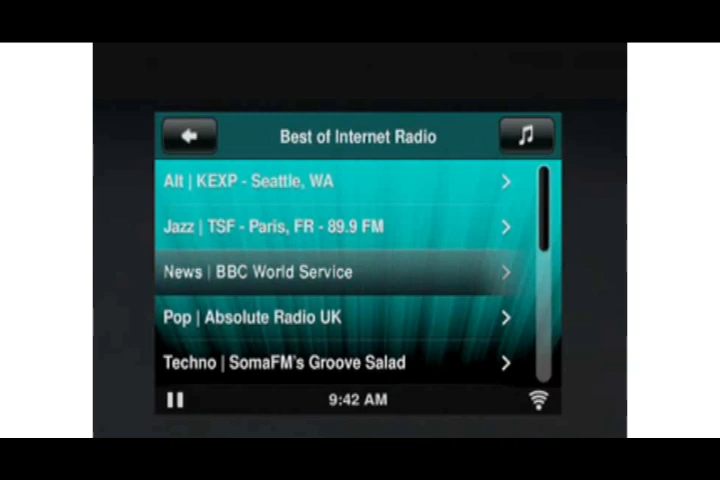 Best of Internet Radio
Alt | KEXP - Seattle, WA
Jazz | TSF - Paris, FR - 89.9 FM
News | BBC World Service
Pop | Absolute Radio UK
Techno | SomaFM's Groove Salad
9:42 AM